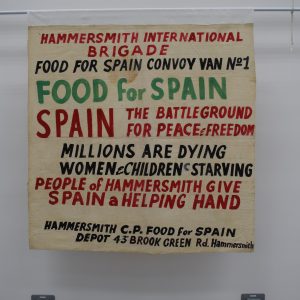 HAMMERSMITH INTERNATIONAL
BRIGADE
FOOD FOR SPAIN CONVOY VAN Nº1
FOOD for SPAIN
SPAIN THE BATTLEGROUND
FOR PEACE & FREEDOM
MILLIONS ARE DYING
WOMEN & CHILDREN STARVING
PEOPLE of HAMMERSMITH GIVE
SPAIN a HELPING HAND
HAMMERSMITH C.P. FOOD for SPAIN
DEPOT 43 BROOK GREEN Rd. Hammersmith